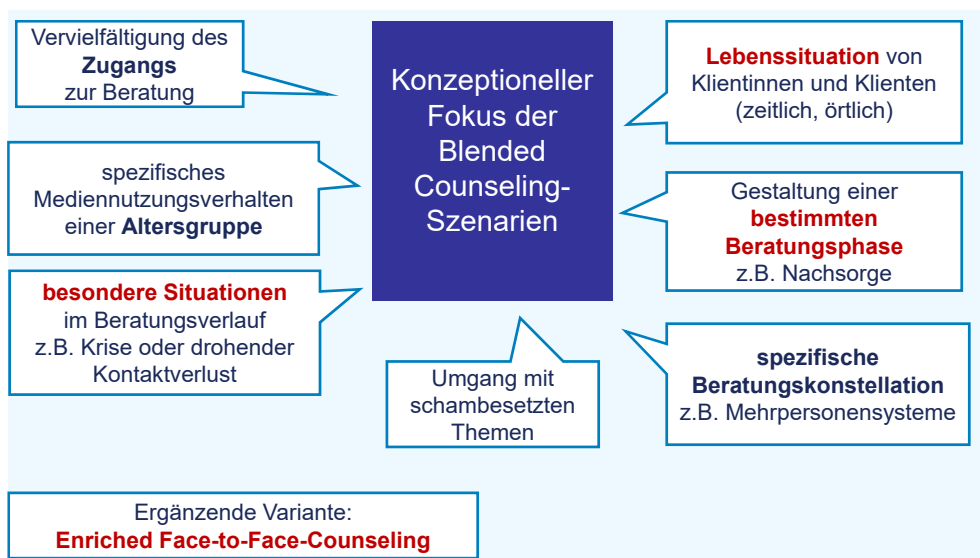 Vervielfältigung des
Zugangs
zur Beratung
Konzeptioneller
Fokus der
Blended
Counseling-
Szenarien
Lebenssituation von
Klientinnen und Klienten
(zeitlich, örtlich)
spezifisches
Mediennutzungsverhalten
einer Altersgruppe
Gestaltung einer
bestimmten
Beratungsphase
z.B. Nachsorge
besondere Situationen
im Beratungsverlauf
z.B. Krise oder drohender
Kontaktverlust
Umgang mit
schambesetzten
Themen
spezifische
Beratungskonstellation
z.B. Mehrpersonensysteme
Ergänzende Variante:
Enriched Face-to-Face-Counseling